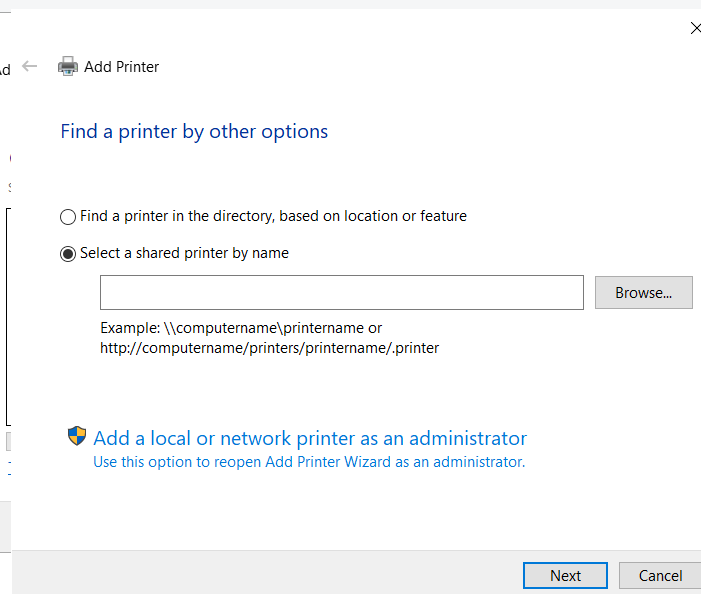 Add Printer
Find a printer by other options
Find a printer in the directory, based on location or feature
Select a shared printer by name
Browse...
Example: \\computername\printername or
http://computername/printers/printername/.printer
Add a local or network printer as an administrator
Use this option to reopen Add Printer Wizard as an administrator.
Next
Cancel